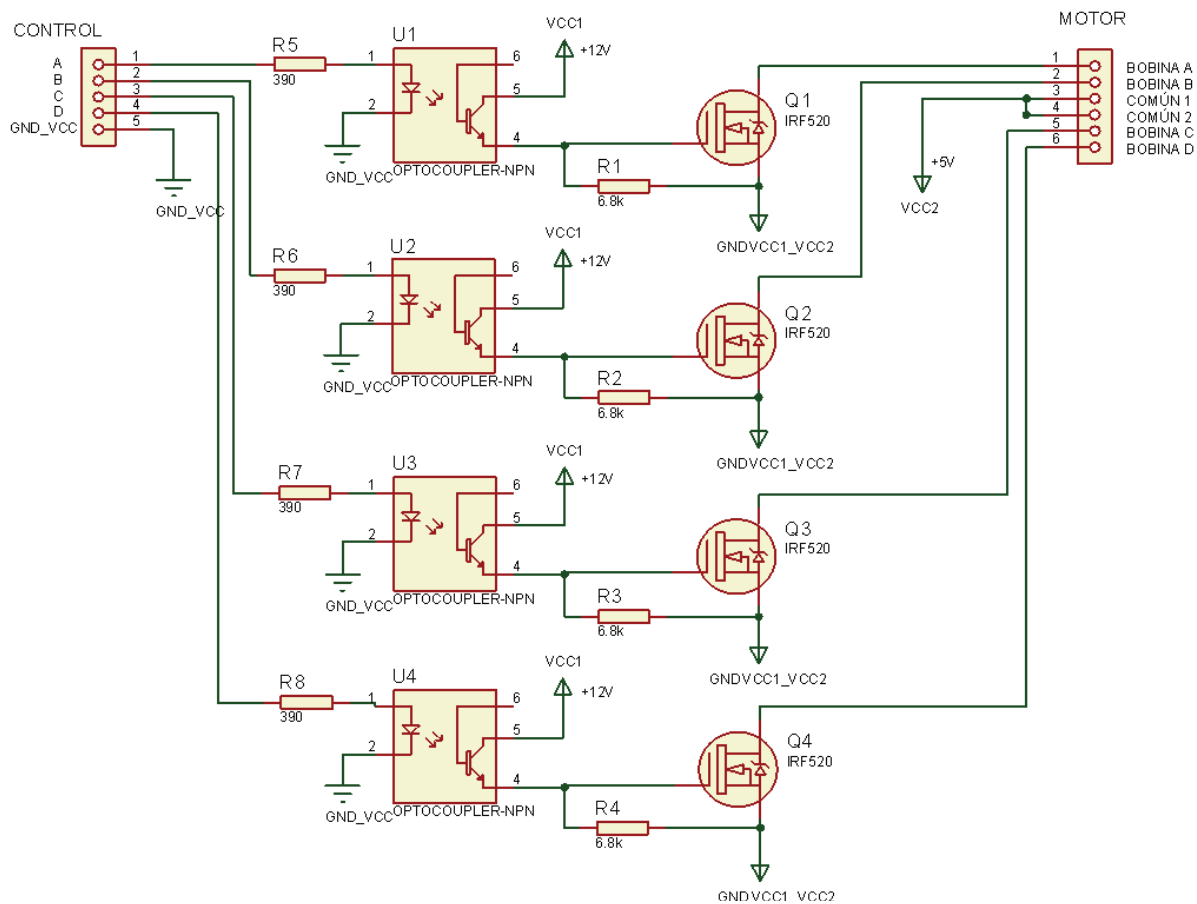 CONTROL
A
B
C
D
GND_VCC
1
2
3
4
5
GND_VCC
R5
390
U1
1
2
6
5
4
GND_VCC
OPTOCOUPLER-NPN
VCC1
+12V
R1
6.8k
Q1
IRF520
GNDVCC1_VCC2
MOTOR
1
2
3
4
5
6
BOBINA A
BOBINA B
COMÚN 1
COMÚN 2
BOBINA C
BOBINA D
+5V
VCC2
R6
390
U2
1
2
6
5
4
GND_VCC
OPTOCOUPLER-NPN
VCC1
+12V
R2
6.8k
Q2
IRF520
GNDVCC1_VCC2
R7
390
U3
1
2
6
5
4
GND_VCC
OPTOCOUPLER-NPN
VCC1
+12V
R3
6.8k
Q3
IRF520
GNDVCC1_VCC2
R8
390
U4
1
2
6
5
4
GND_VCC
OPTOCOUPLER-NPN
VCC1
+12V
R4
6.8k
Q4
IRF520
GNDVCC1_VCC2